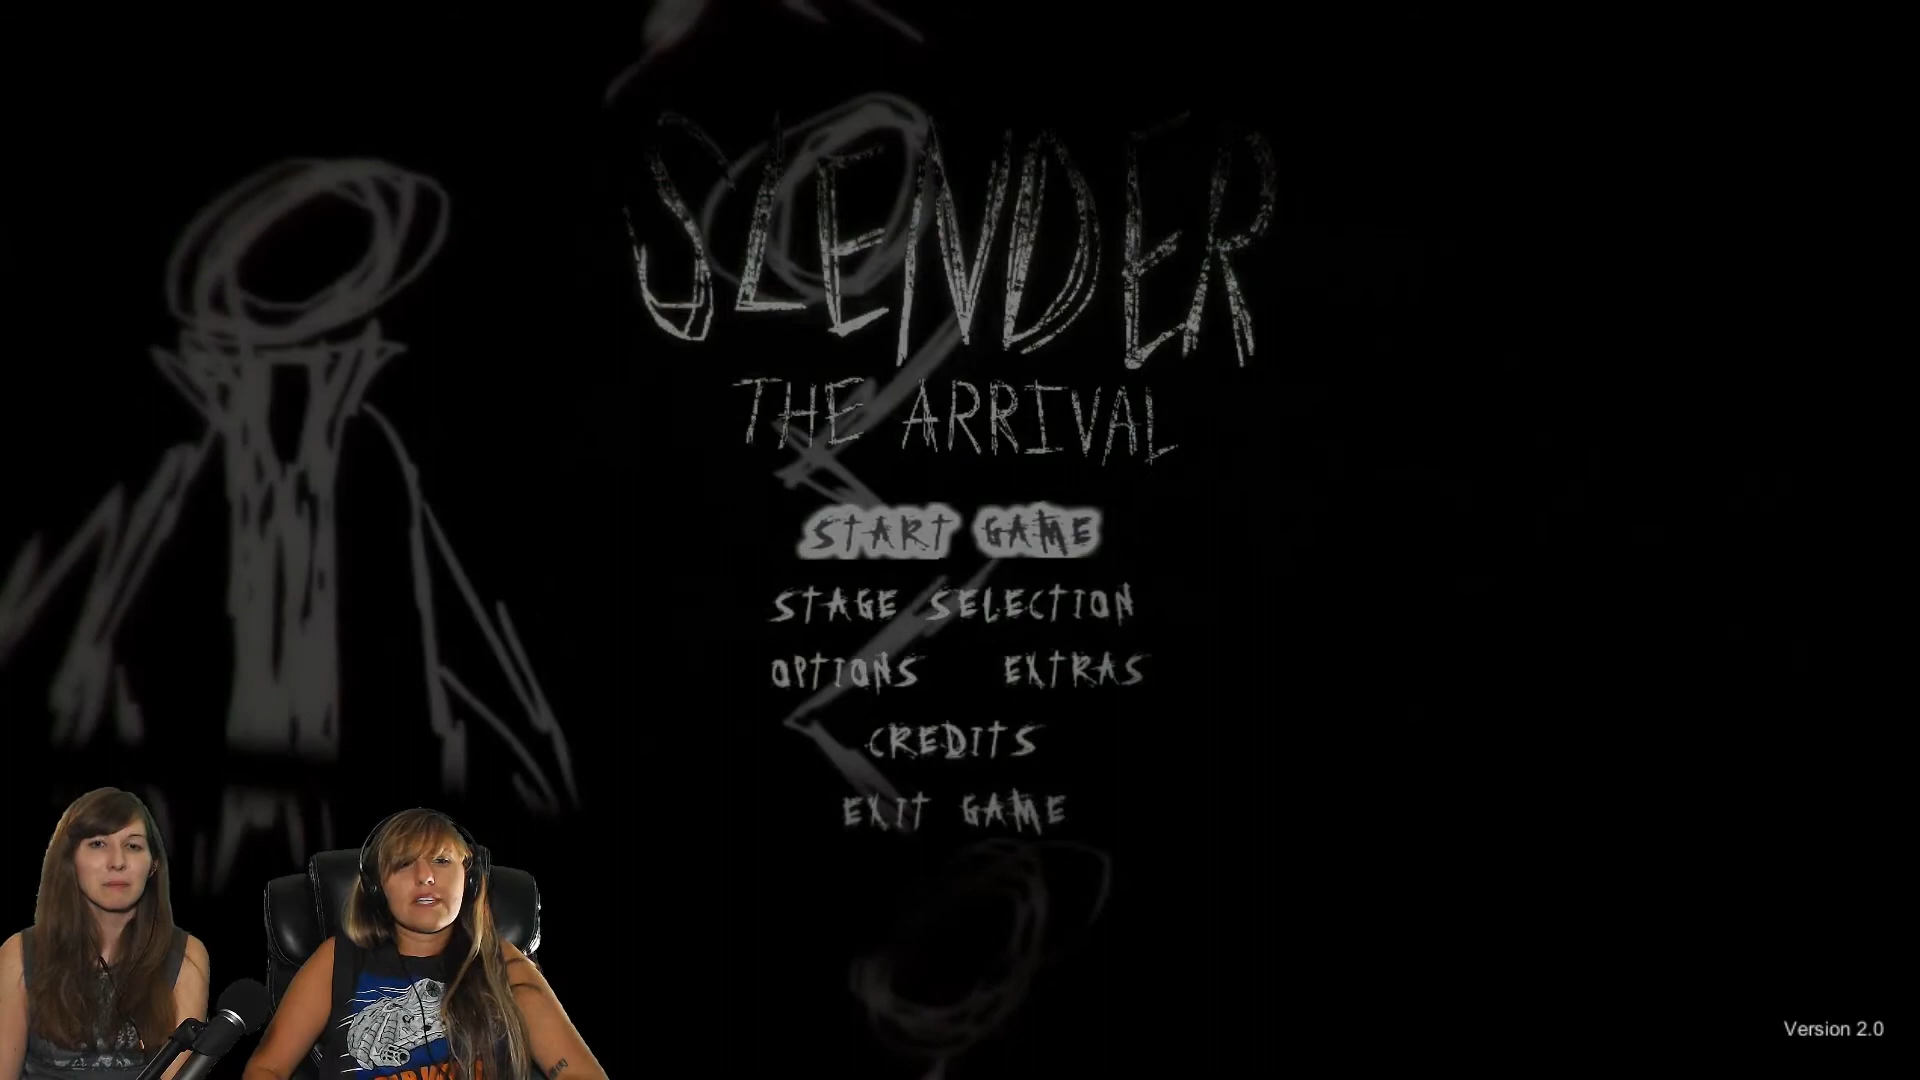 SLENDER
THE ARRIVAL
START GAME
STAGE SELECTION
OPTIONS EXTRAS
CREDITS
EXIT GAME
Version 2.0